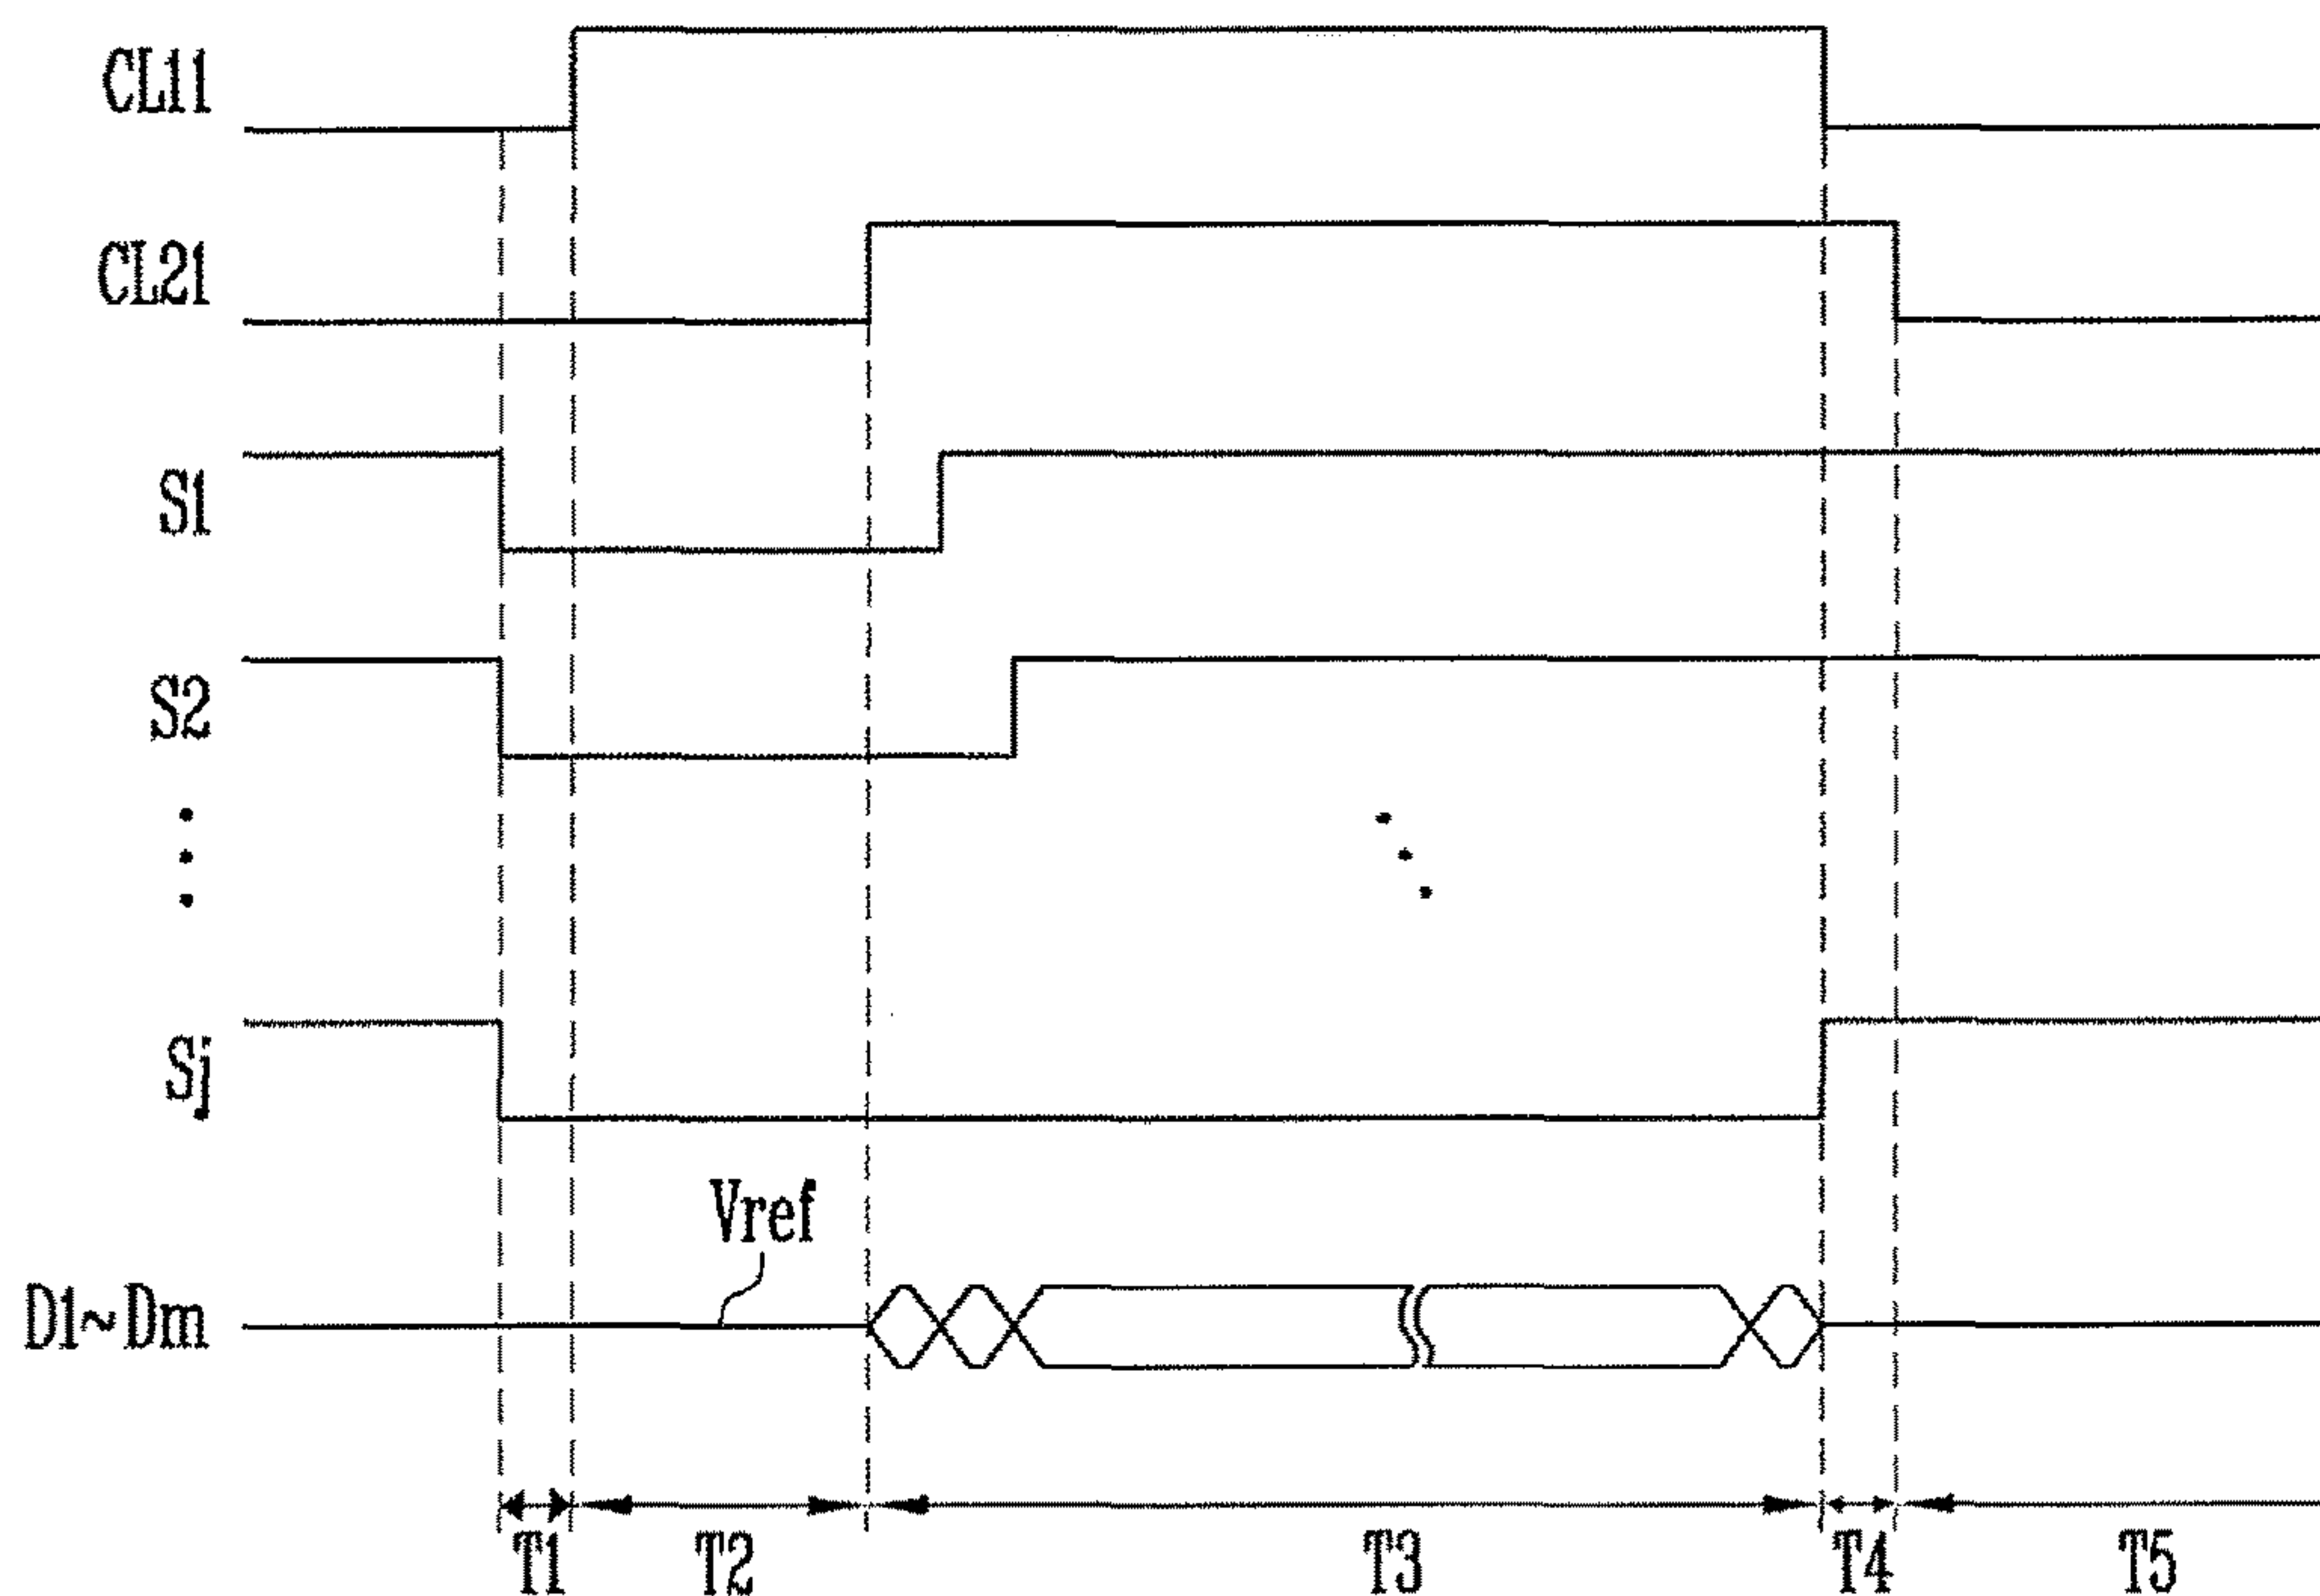 CL11
CL21
S1
S2
Sj
Vref
D1~Dm
T1 T2 T3 T4 T5